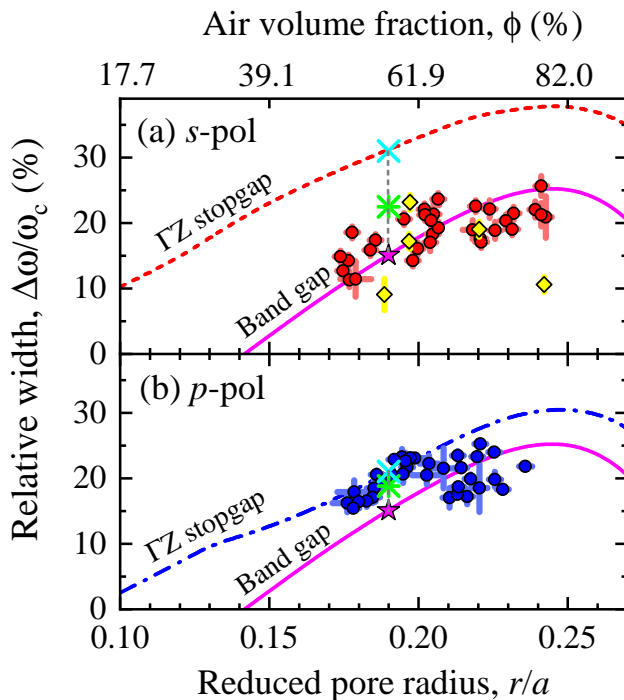 Air volume fraction, ϕ (%)
17.7 39.1 61.9 82.0
(a) s-pol
30
20
10
0
ΓZ stopgap
Band gap
Relative width, Δω/ω_c (%)
(b) p-pol
30
20
10
0
ΓZ stopgap
Band gap
0.10 0.15 0.20 0.25
Reduced pore radius, r/a